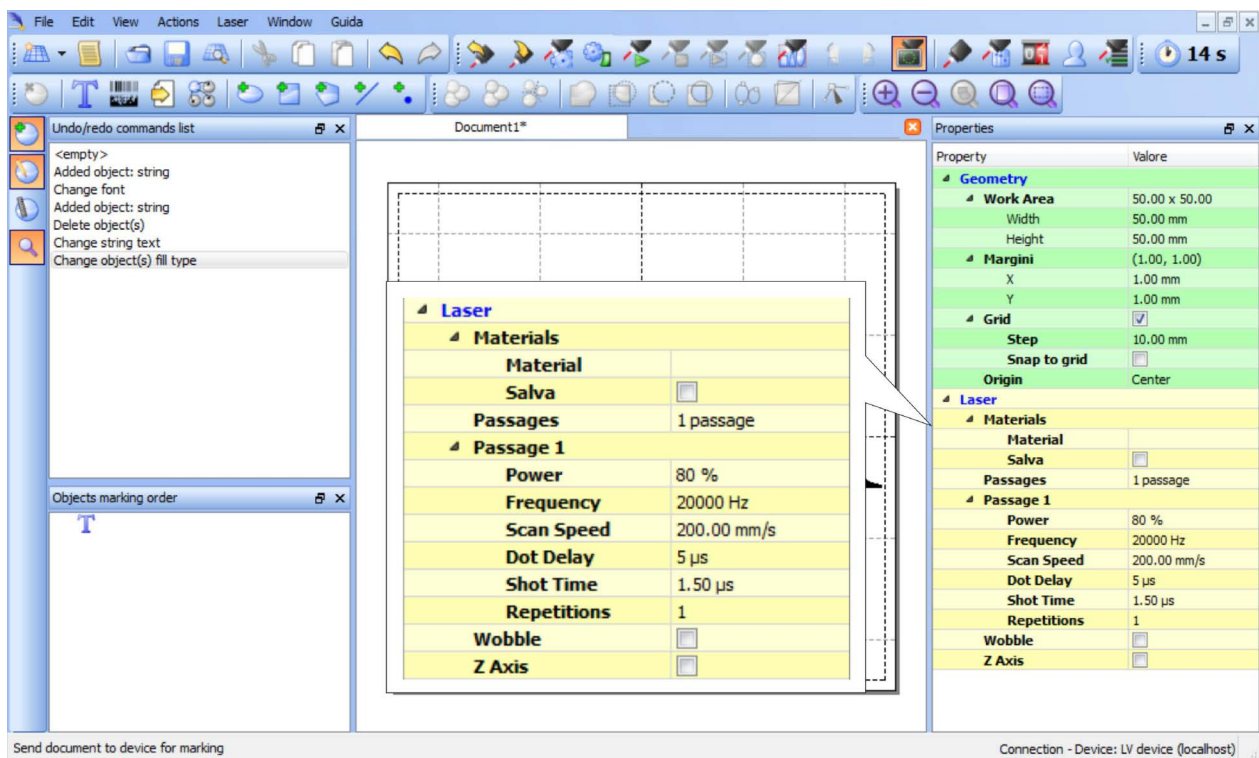 File Edit View Actions Laser Window Guida
14 s
Undo/redo commands list
<empty>
Added object: string
Change font
Added object: string
Delete object(s)
Change string text
Change object(s) fill type
Objects marking order
T
Document1*
Laser
Materials
Material
Salva
Passages 1 passage
Passage 1
Power 80 %
Frequency 20000 Hz
Scan Speed 200.00 mm/s
Dot Delay 5 µs
Shot Time 1.50 µs
Repetitions 1
Wobble
Z Axis
Properties
Property Valore
Geometry
Work Area 50.00 x 50.00
Width 50.00 mm
Height 50.00 mm
Margini (1.00, 1.00)
X 1.00 mm
Y 1.00 mm
Grid
Step 10.00 mm
Snap to grid
Origin Center
Laser
Materials
Material
Salva
Passages 1 passage
Passage 1
Power 80 %
Frequency 20000 Hz
Scan Speed 200.00 mm/s
Dot Delay 5 µs
Shot Time 1.50 µs
Repetitions 1
Wobble
Z Axis
Send document to device for marking
Connection - Device: LV device (localhost)